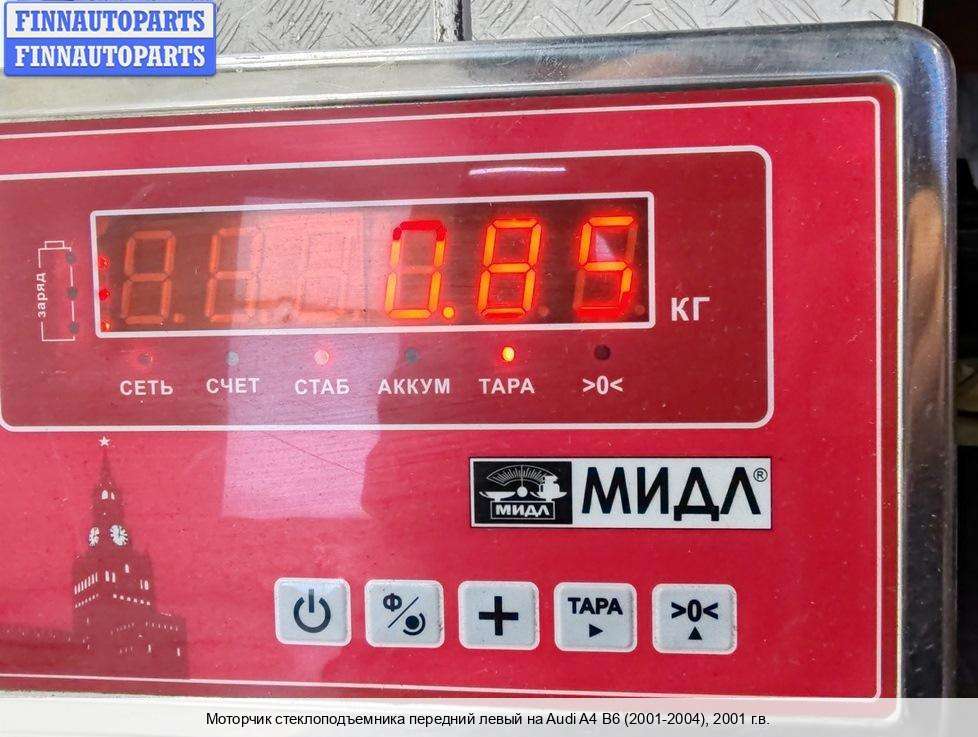 FINNAUTOPARTS
FINNAUTOPARTS
заряд
0.85
КГ
СЕТЬ СЧЕТ СТАБ АККУМ ТАРА >0<
МИДЛ МИДЛ®
Ф + ТАРА >0<
Моторчик стеклоподъемника передний левый на Audi A4 B6 (2001-2004), 2001 г.в.